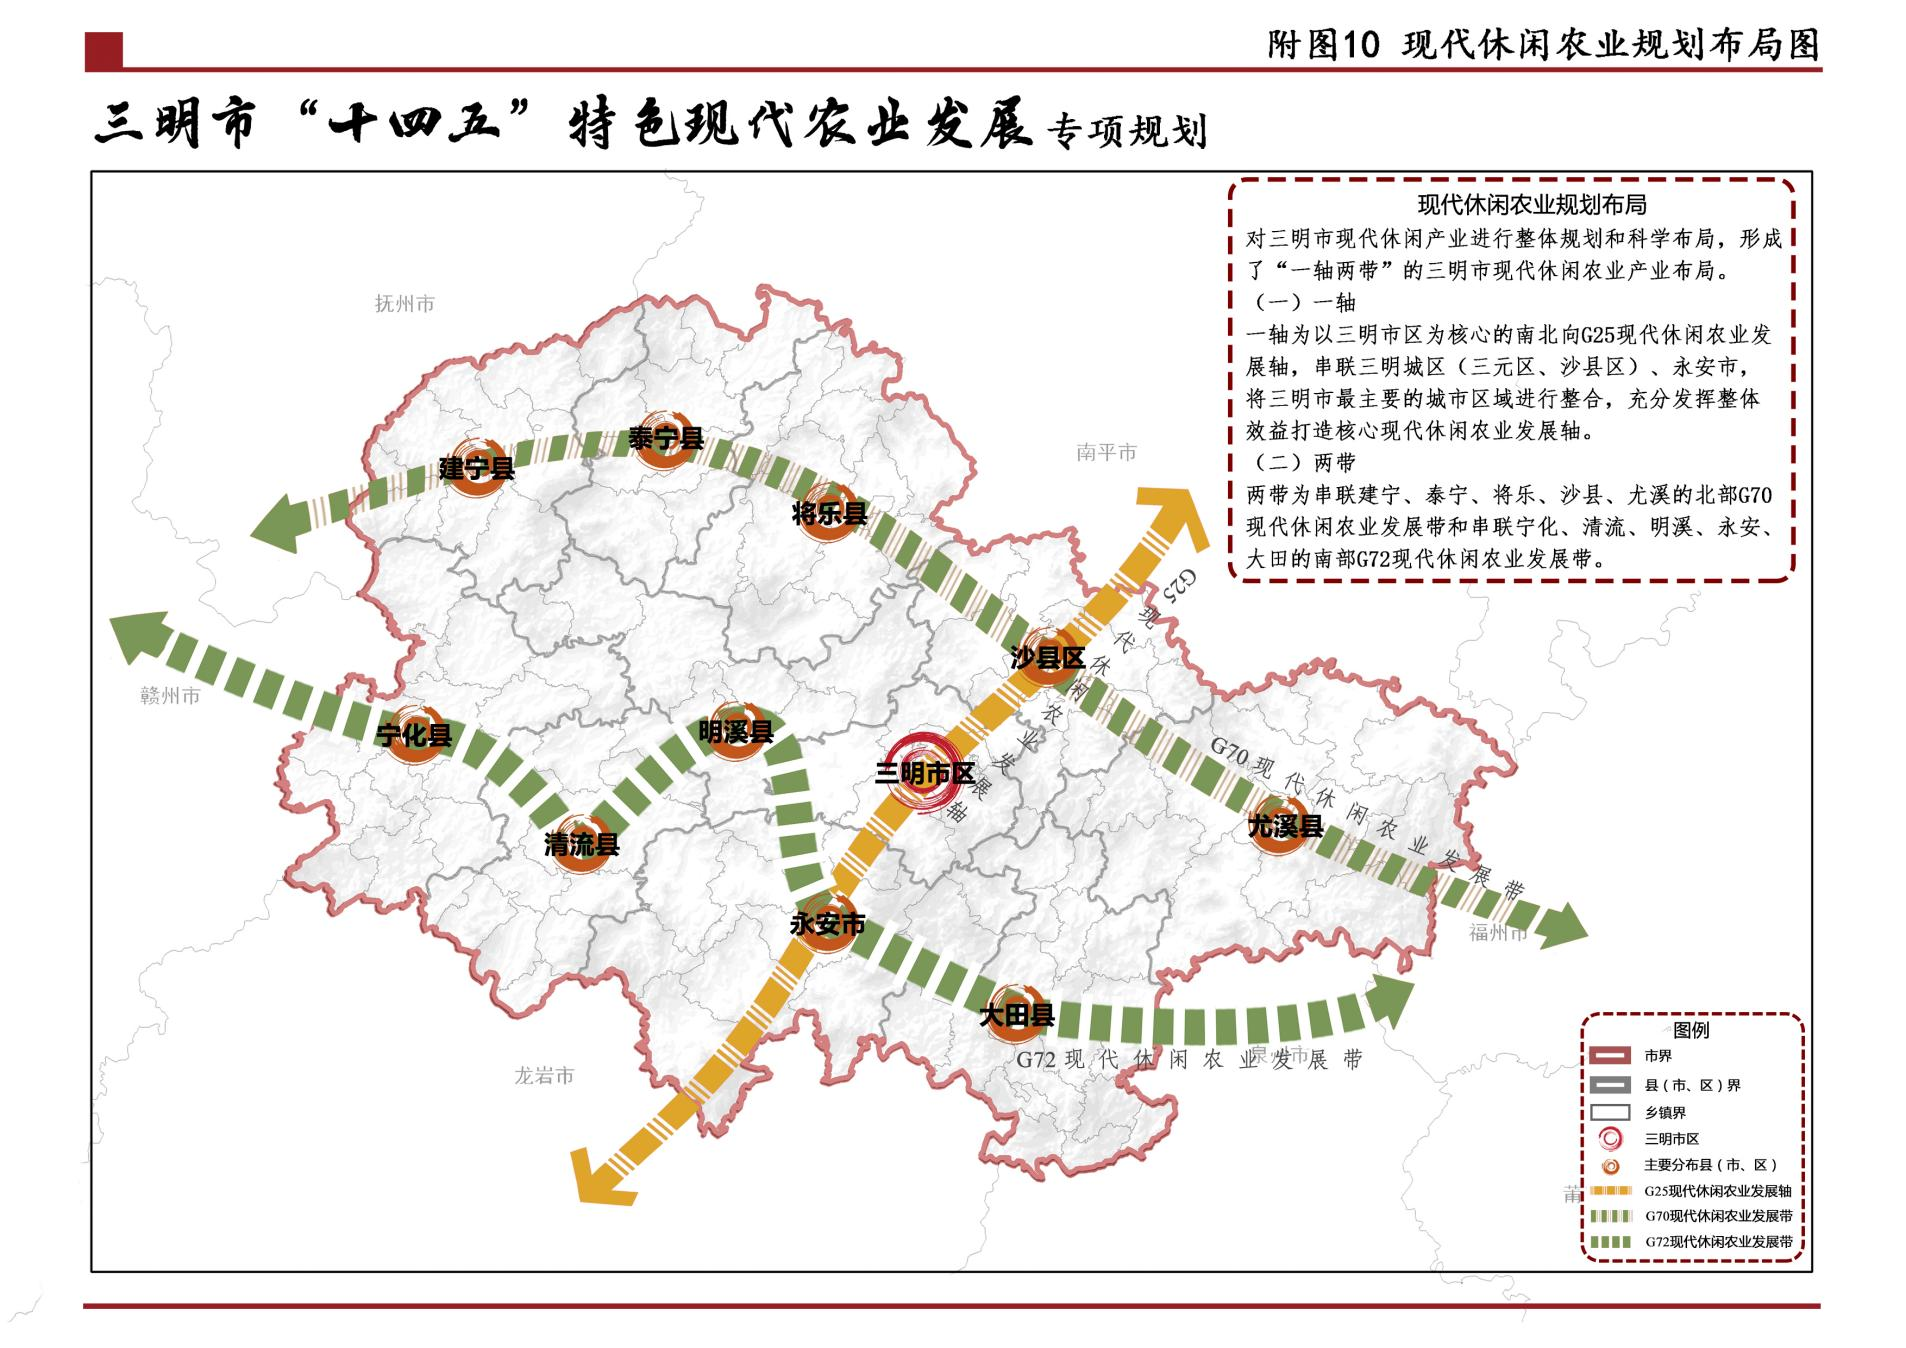 附图10 现代休闲农业规划布局图
三明市“十四五”特色现代农业发展专项规划
现代休闲农业规划布局
对三明市现代休闲产业进行整体规划和科学布局，形成
了“一轴两带”的三明市现代休闲农业产业布局。
（一）一轴
一轴为以三明市区为核心的南北向G25现代休闲农业发
展轴，串联三明城区（三元区、沙县区）、永安市，
将三明市最主要的城市区域进行整合，充分发挥整体
效益打造核心现代休闲农业发展轴。
（二）两带
两带为串联建宁、泰宁、将乐、沙县、尤溪的北部G70
现代休闲农业发展带和串联宁化、清流、明溪、永安、
大田的南部G72现代休闲农业发展带。
抚州市
南平市
泰宁县
建宁县
将乐县
G25现代休闲农业发展轴
沙县区
赣州市
宁化县
明溪县
三明市区
G70现代休闲农业发展带
尤溪县
清流县
永安市
福州市
大田县
G72现代休闲农业发展带
泉州市
龙岩市
莆
图例
市界
县（市、区）界
乡镇界
三明市区
主要分布县（市、区）
G25现代休闲农业发展轴
G70现代休闲农业发展带
G72现代休闲农业发展带